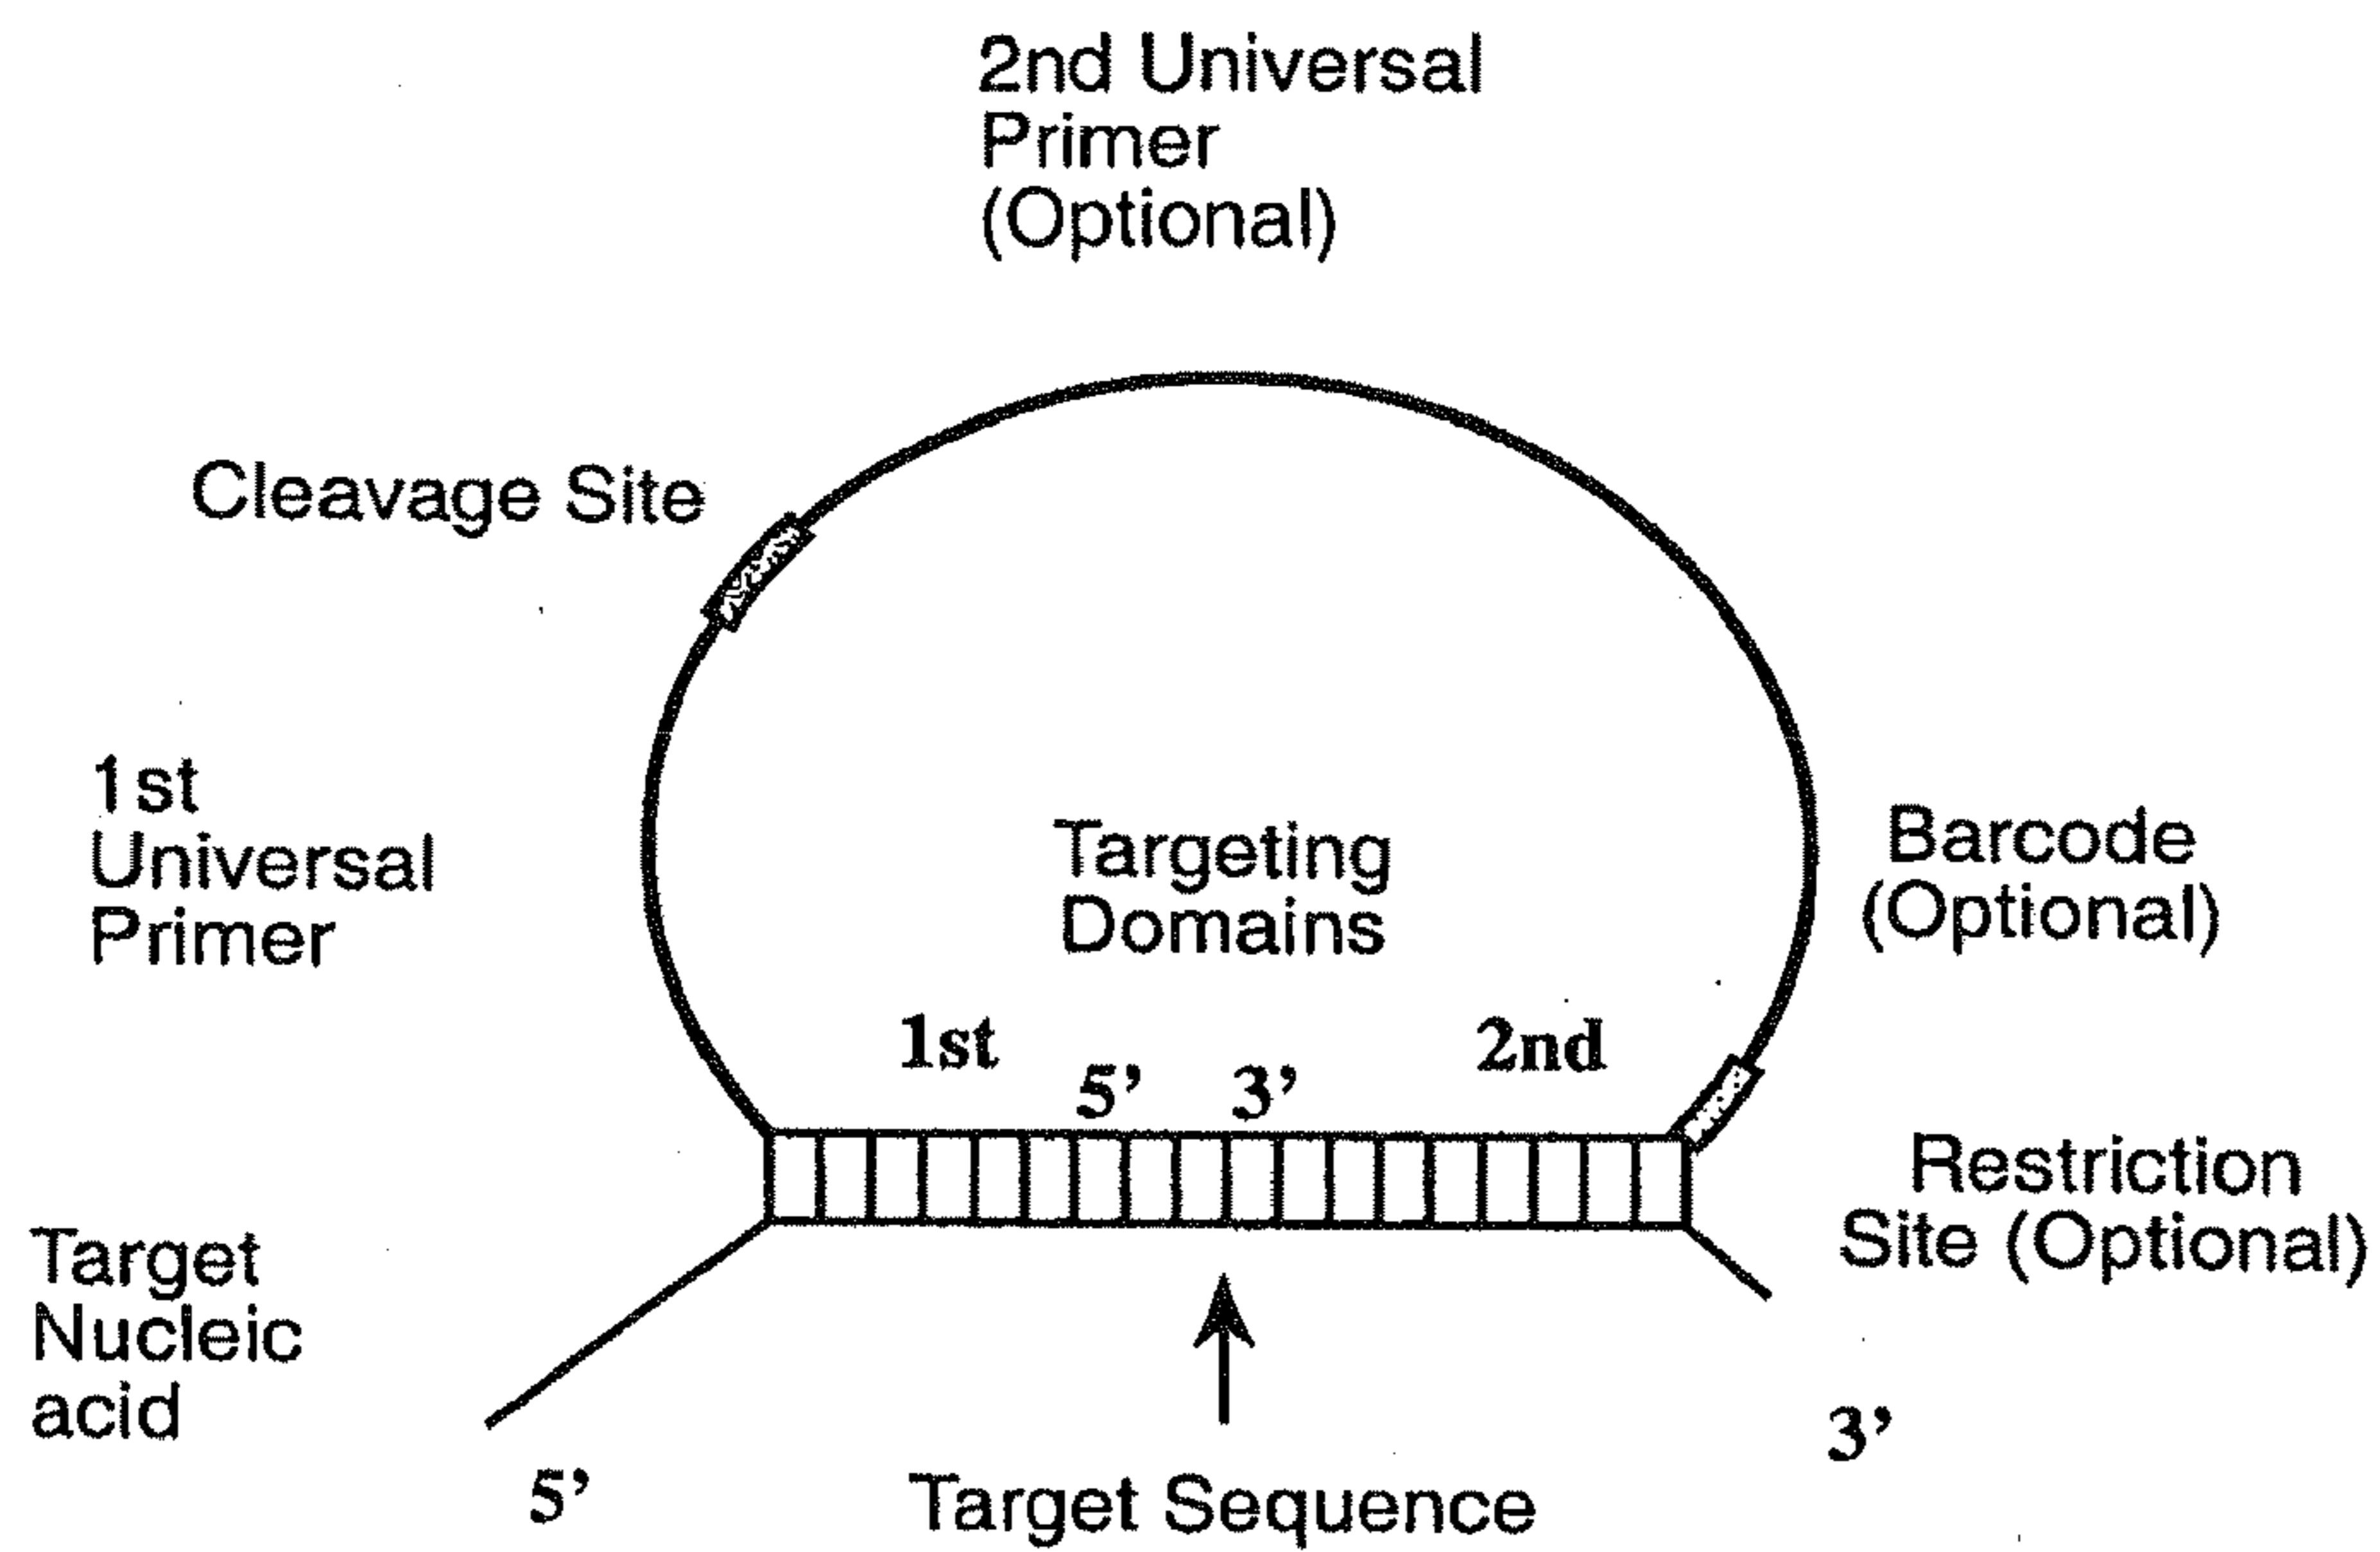 2nd Universal
Primer
(Optional)
Cleavage Site
1st
Universal
Primer
Targeting
Domains
Barcode
(Optional)
1st
2nd
5’
3’
Restriction
Site (Optional)
Target
Nucleic
acid
5’
Target Sequence
3’